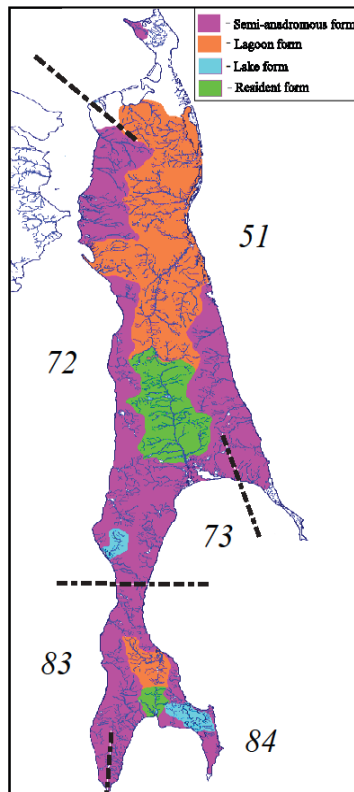 - Semi-anadromous form
- Lagoon form
- Lake form
- Resident form
51
72
73
83
84